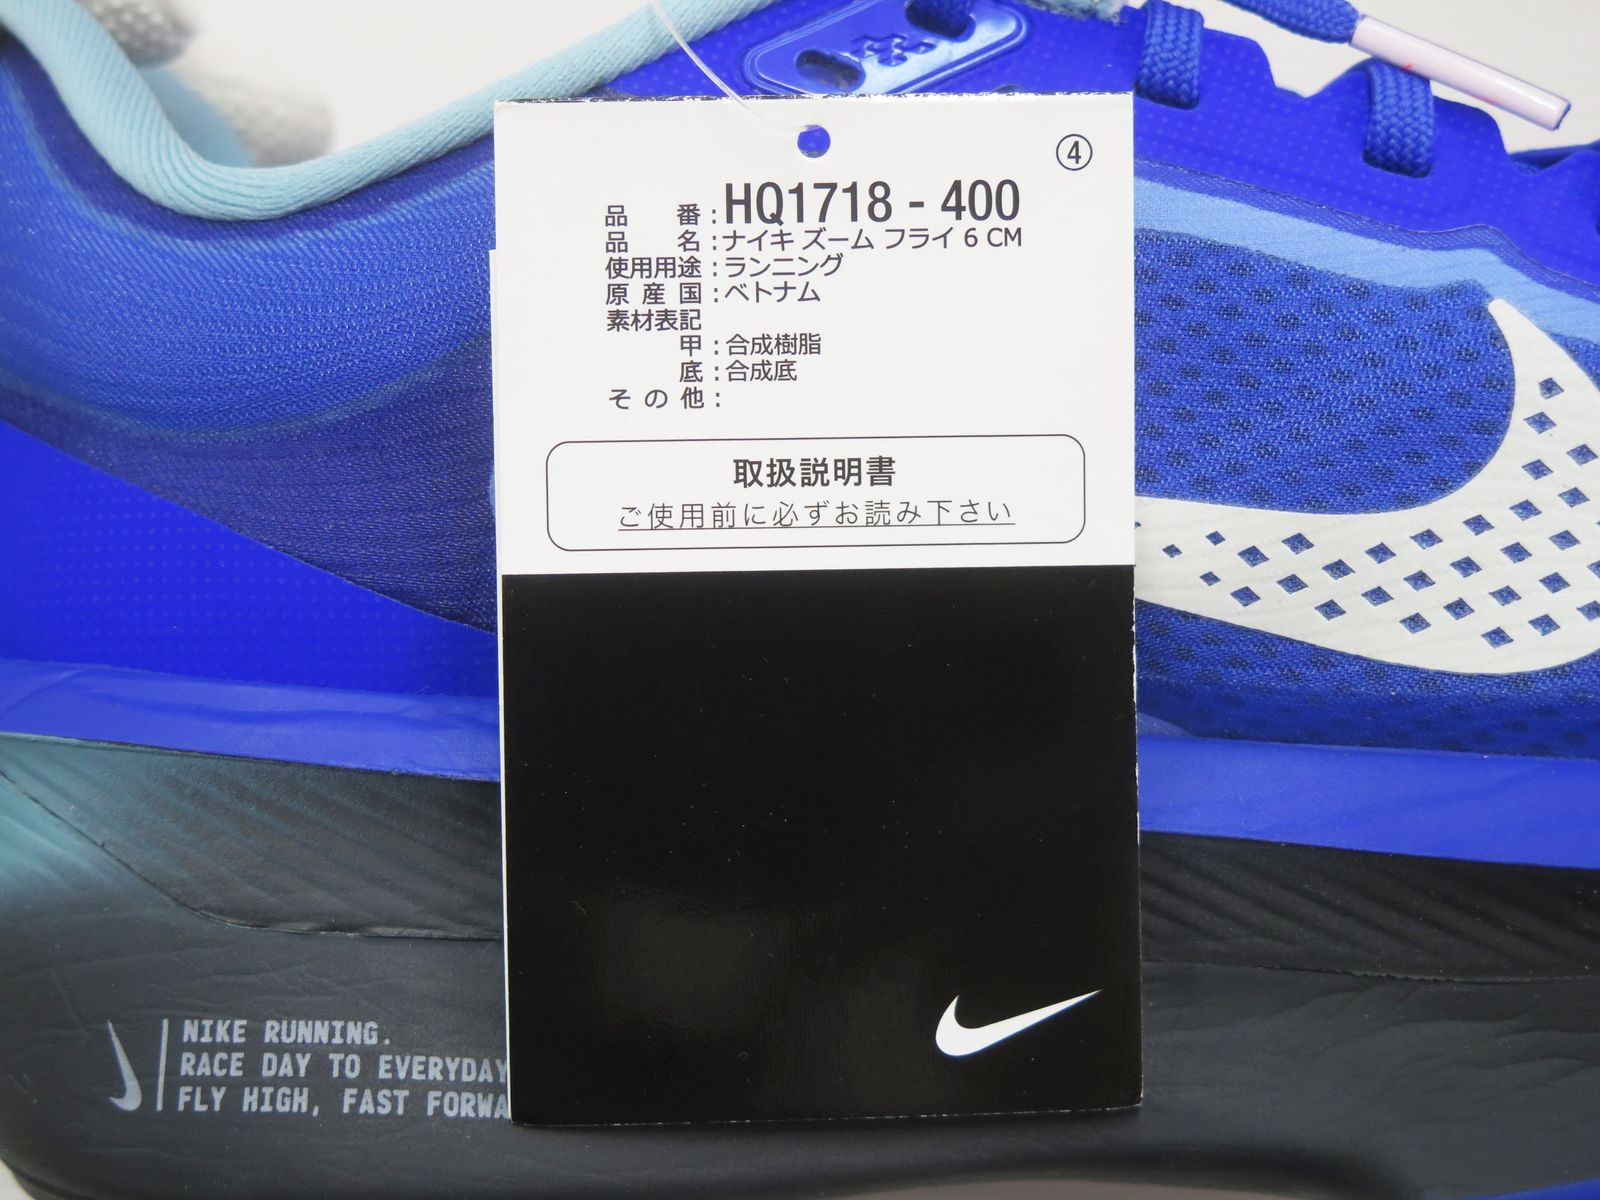 ④
品番:HQ1718 - 400
品名:ナイキ ズーム フライ 6 CM
使用用途:ランニング
原産国:ベトナム
素材表記
甲:合成樹脂
底:合成底
その他:
取扱説明書
ご使用前に必ずお読み下さい
NIKE RUNNING.
RACE DAY TO EVERYDAY
FLY HIGH, FAST FORWA